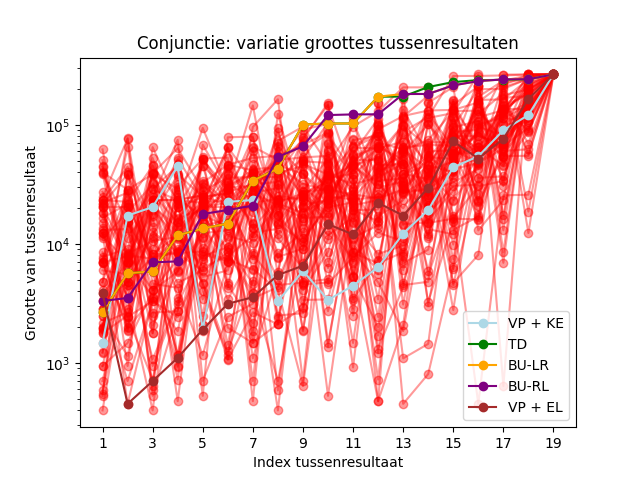 Conjunctie: variatie groottes tussenresultaten
Grootte van tussenresultaat
10^5
10^4
10^3
1 3 5 7 9 11 13 15 17 19
Index tussenresultaat
VP + KE
TD
BU-LR
BU-RL
VP + EL